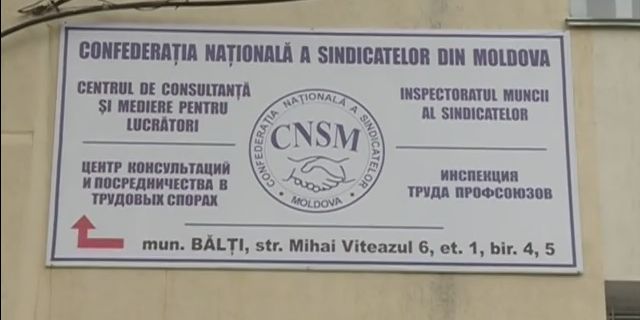 CONFEDERAȚIA NAȚIONALĂ A SINDICATELOR DIN MOLDOVA
CENTRUL DE CONSULTANȚĂ
ȘI MEDIERE PENTRU
LUCRĂTORI
ЦЕНТР КОНСУЛЬТАЦИЙ
И ПОСРЕДНИЧЕСТВА В
ТРУДОВЫХ СПОРАХ
CONFEDERAȚIA NAȚIONALĂ A SINDICATELOR
CNSM
MOLDOVA
INSPECTORATUL MUNCII
AL SINDICATELOR
ИНСПЕКЦИЯ
ТРУДА ПРОФСОЮЗОВ
mun. BĂLȚI, str. Mihai Viteazul 6, et. 1, bir. 4, 5